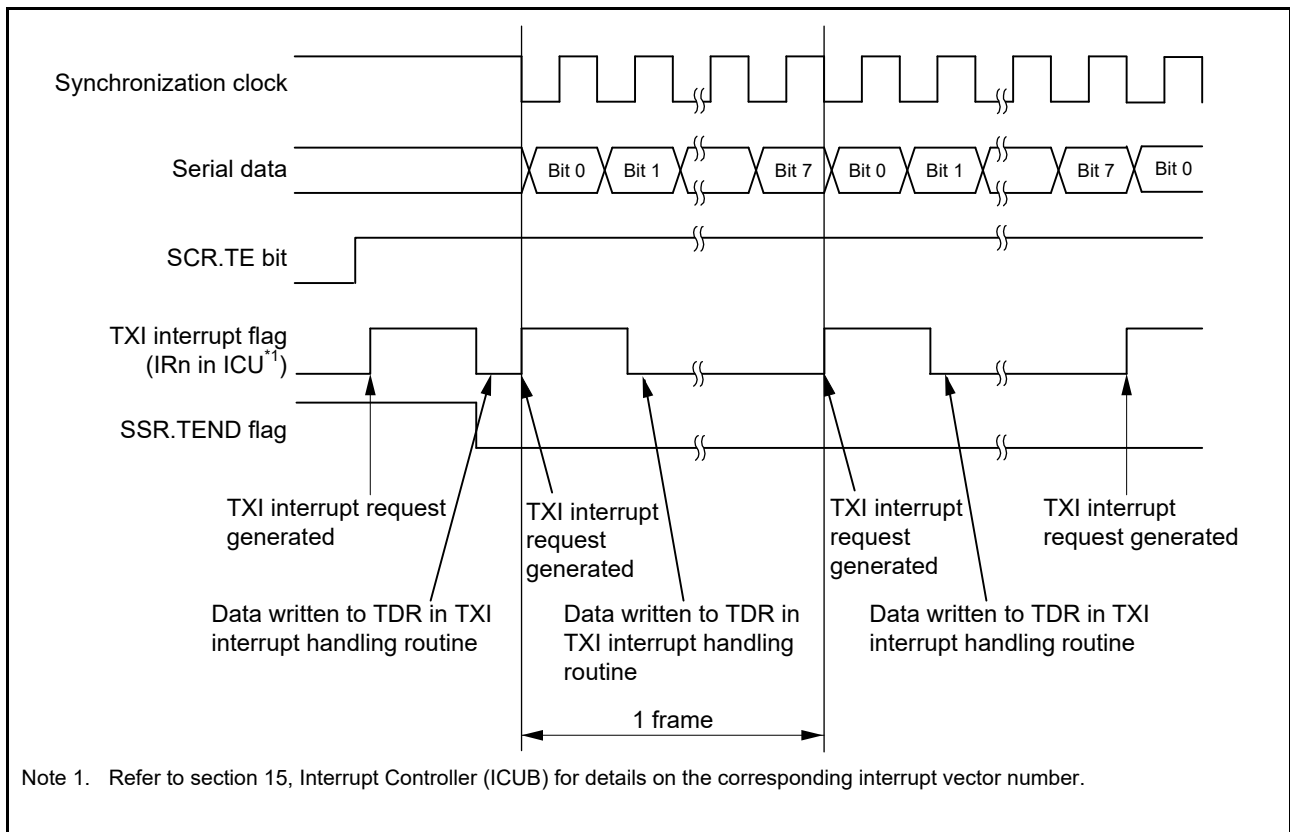 Synchronization clock
Serial data
Bit 0 Bit 1 Bit 7 Bit 0 Bit 1 Bit 7 Bit 0
SCR.TE bit
TXI interrupt flag
(IRn in ICU*1)
SSR.TEND flag
TXI interrupt request
generated
TXI interrupt
request
generated
TXI interrupt
request
generated
TXI interrupt
request generated
Data written to TDR in TXI
interrupt handling routine
Data written to TDR in
TXI interrupt handling
routine
Data written to TDR in TXI
interrupt handling routine
1 frame
Note 1. Refer to section 15, Interrupt Controller (ICUB) for details on the corresponding interrupt vector number.